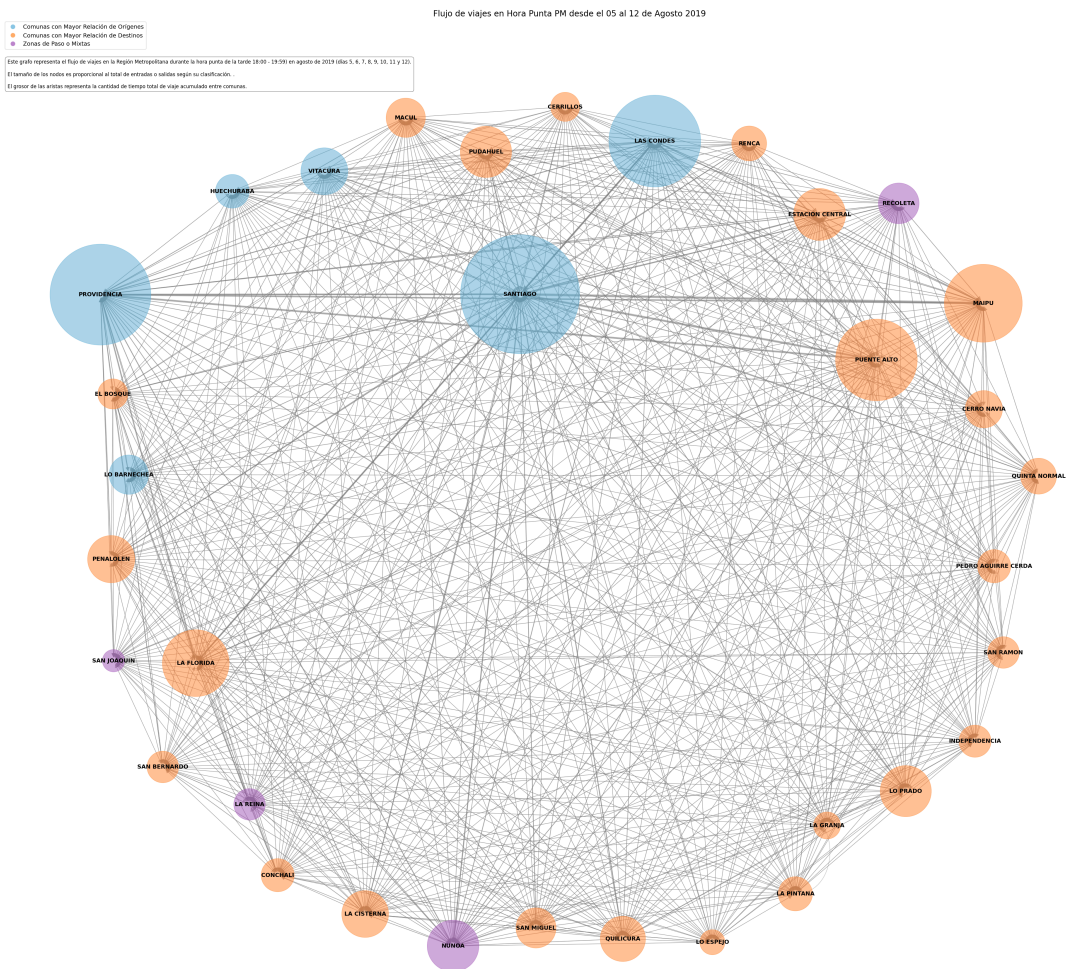 Flujo de viajes en Hora Punta PM desde el 05 al 12 de Agosto 2019
Comunas con Mayor Relación de Orígenes
Comunas con Mayor Relación de Destinos
Zonas de Paso o Mixtas
Este grafo representa el flujo de viajes en la Región Metropolitana durante la hora punta de la tarde 18:00 - 19:59) en agosto de 2019 (días 5, 6, 7, 8, 9, 10, 11 y 12).
El tamaño de los nodos es proporcional al total de entradas o salidas según su clasificación. .
El grosor de las aristas representa la cantidad de tiempo total de viaje acumulado entre comunas.
CERRILLOS
MACUL
LAS CONDES
RENCA
PUDAHUEL
VITACURA
HUECHURABA
RECOLETA
ESTACION CENTRAL
PROVIDENCIA
SANTIAGO
MAIPU
PUENTE ALTO
EL BOSQUE
CERRO NAVIA
LO BARNECHEA
QUINTA NORMAL
PENALOLEN
PEDRO AGUIRRE CERDA
SAN JOAQUIN
LA FLORIDA
SAN RAMON
INDEPENDENCIA
SAN BERNARDO
LO PRADO
LA REINA
LA GRANJA
CONCHALI
LA PINTANA
LA CISTERNA
SAN MIGUEL
QUILICURA
LO ESPEJO
NUNOA